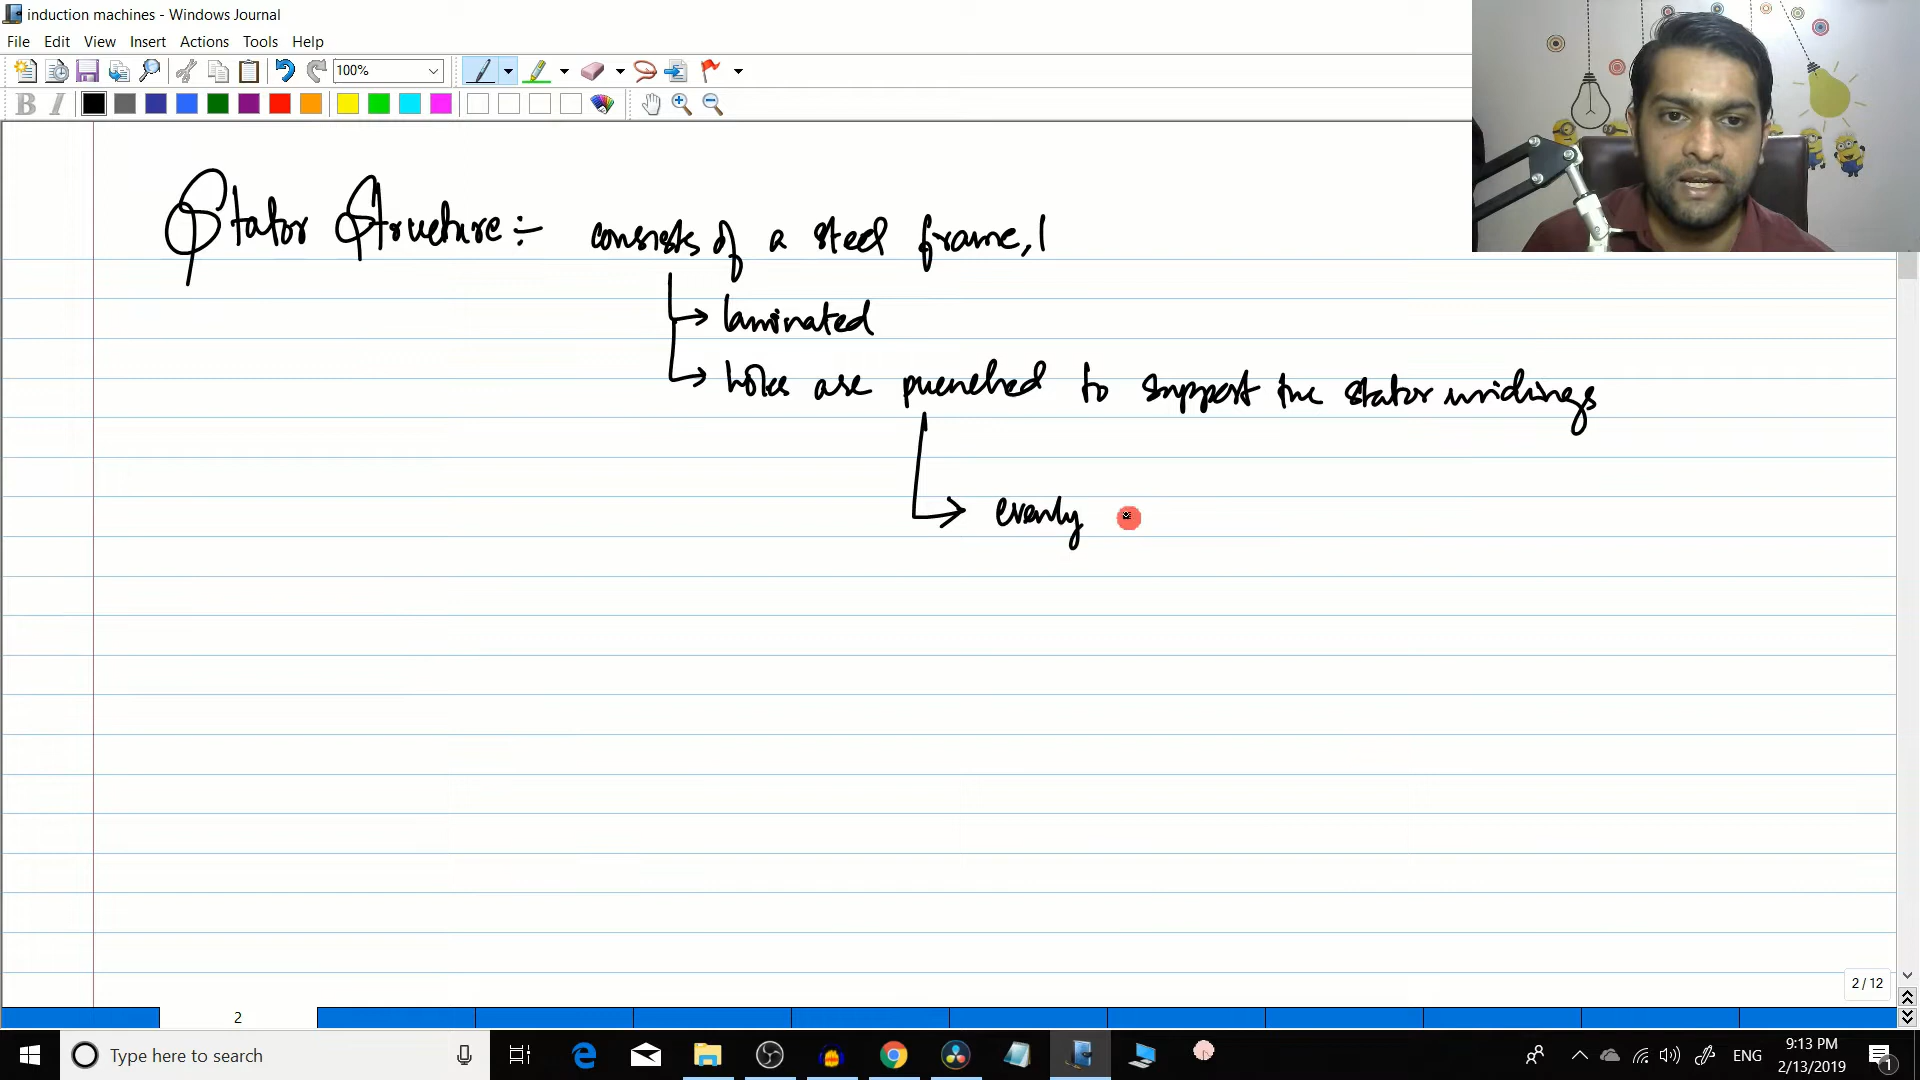 induction machines - Windows Journal
File Edit View Insert Actions Tools Help
100%
B I
Stator Structure :- consists of a steel frame, l
laminated
holes are punched to support the stator windings
evenly
2 / 12
2
Type here to search
ENG
9:13 PM
2/13/2019
1